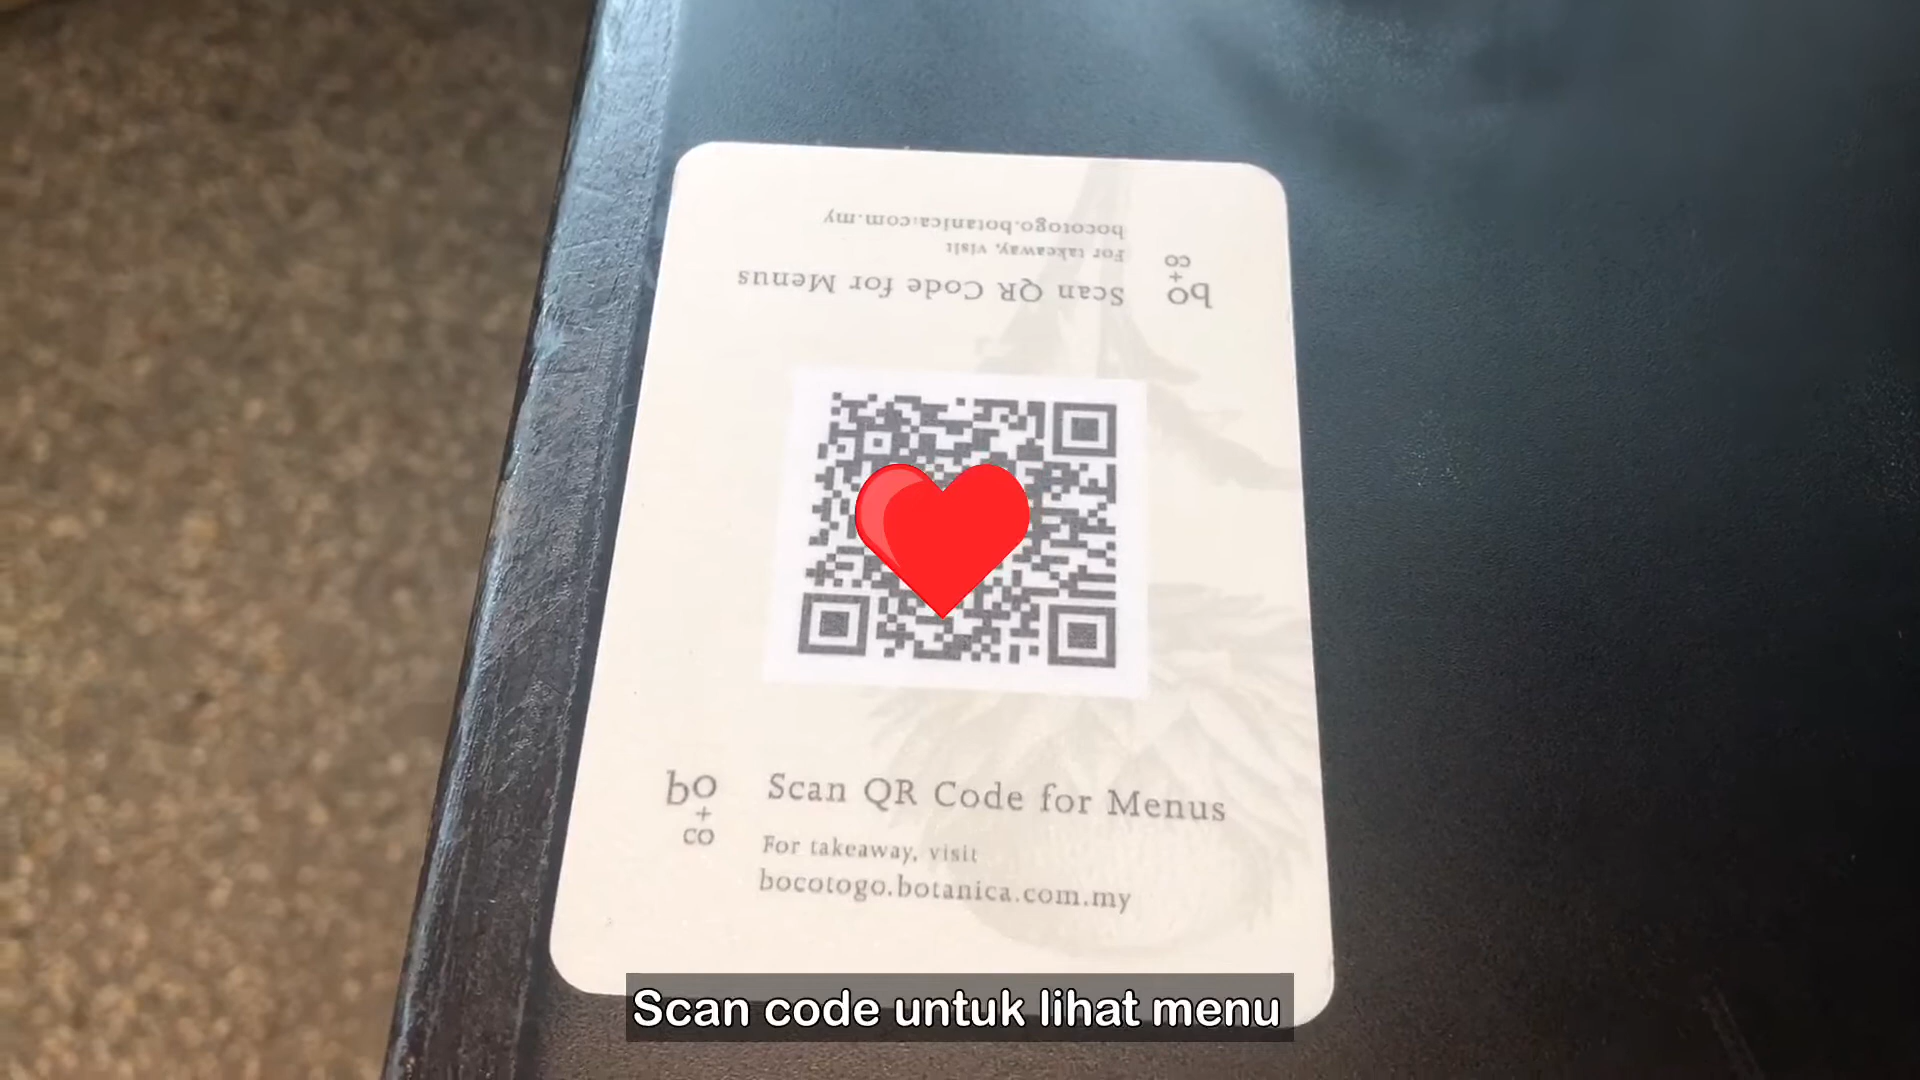 bocotogo.botanica.com.my
For takeaway, visit
Scan QR Code for Menus
bo
+
co
bo
+
co
Scan QR Code for Menus
For takeaway, visit
bocotogo.botanica.com.my
Scan code untuk lihat menu